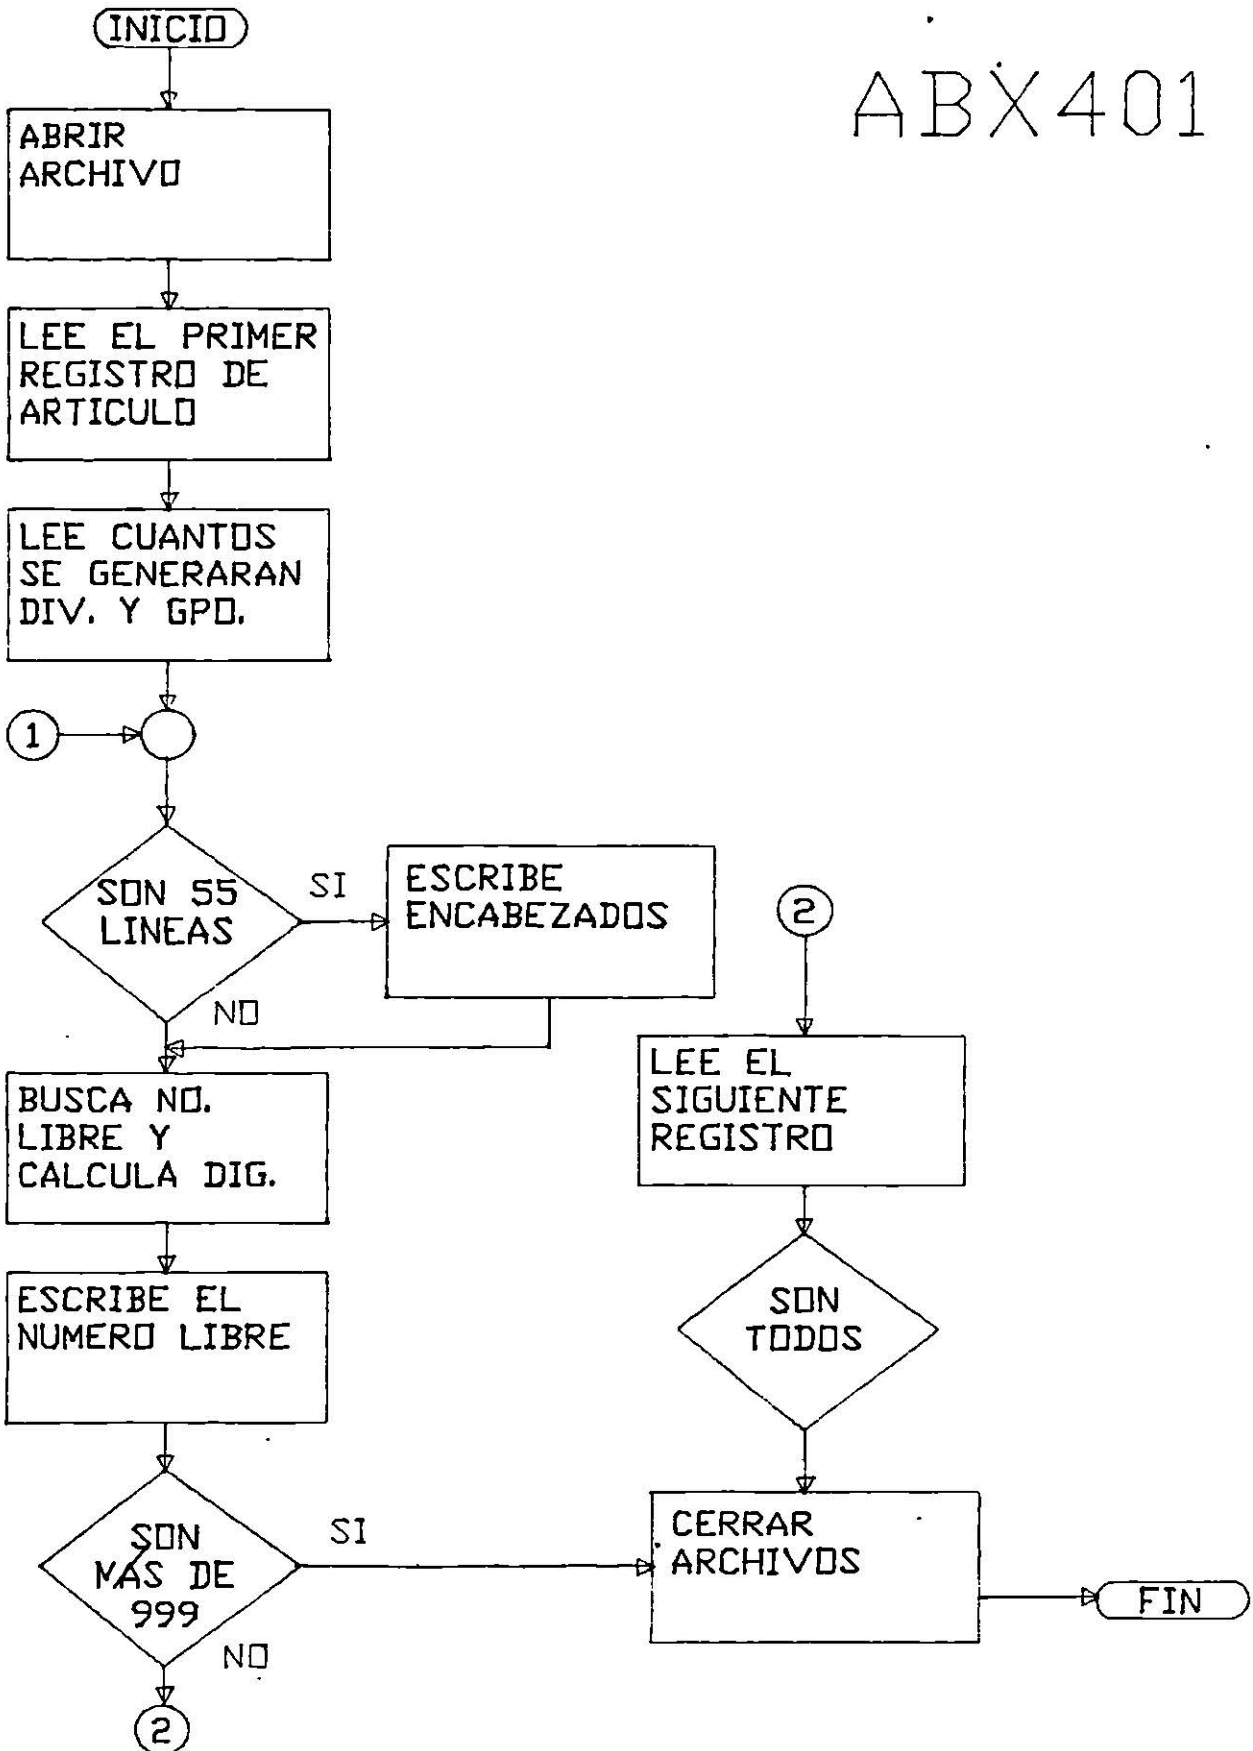 INICIO
ABX401
ABRIR
ARCHIVO
LEE EL PRIMER
REGISTRO DE
ARTICULO
LEE CUANTOS
SE GENERARAN
DIV. Y GPO.
1
SON 55
LINEAS
SI
NO
ESCRIBE
ENCABEZADOS
2
BUSCA NO.
LIBRE Y
CALCULA DIG.
LEE EL
SIGUIENTE
REGISTRO
ESCRIBE EL
NUMERO LIBRE
SON
TODOS
SON
MAS DE
999
SI
NO
CERRAR
ARCHIVOS
FIN
2